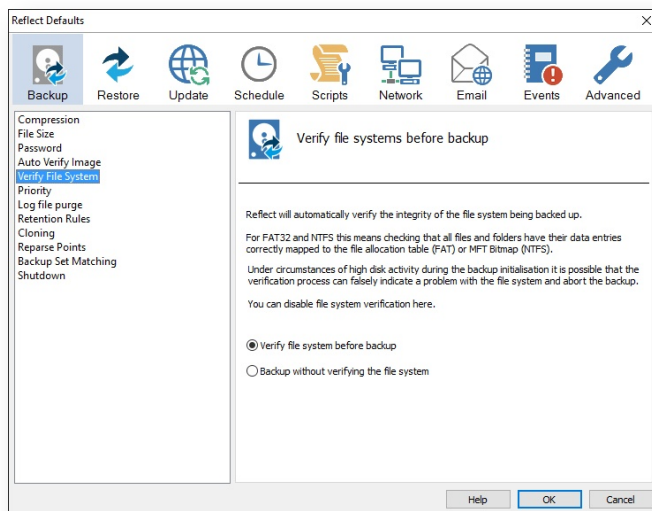 Reflect Defaults
Backup
Restore
Update
Schedule
Scripts
Network
Email
Events
Advanced
Compression
File Size
Password
Auto Verify Image
Verify File System
Priority
Log file purge
Retention Rules
Cloning
Reparse Points
Backup Set Matching
Shutdown
Verify file systems before backup
Reflect will automatically verify the integrity of the file system being backed up.
For FAT32 and NTFS this means checking that all files and folders have their data entries
correctly mapped to the file allocation table (FAT) or MFT Bitmap (NTFS).
Under circumstances of high disk activity during the backup initialisation it is possible that the
verification process can falsely indicate a problem with the file system and abort the backup.
You can disable file system verification here.
Verify file system before backup
Backup without verifying the file system
Help
OK
Cancel